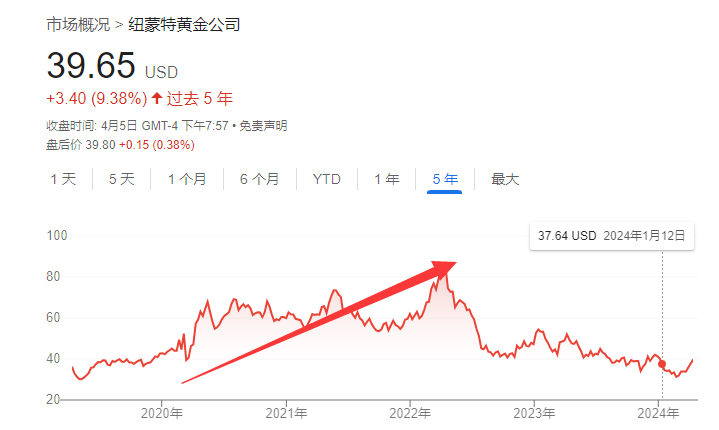 市场概况 > 纽蒙特黄金公司
39.65 USD
+3.40 (9.38%) 过去 5 年
收盘时间: 4月5日 GMT-4 下午7:57 • 免责声明
盘后价 39.80 +0.15 (0.38%)
1 天 5 天 1 个月 6 个月 YTD 1 年 5 年 最大
37.64 USD 2024年1月12日
100
80
60
40
20
2020年 2021年 2022年 2023年 2024年